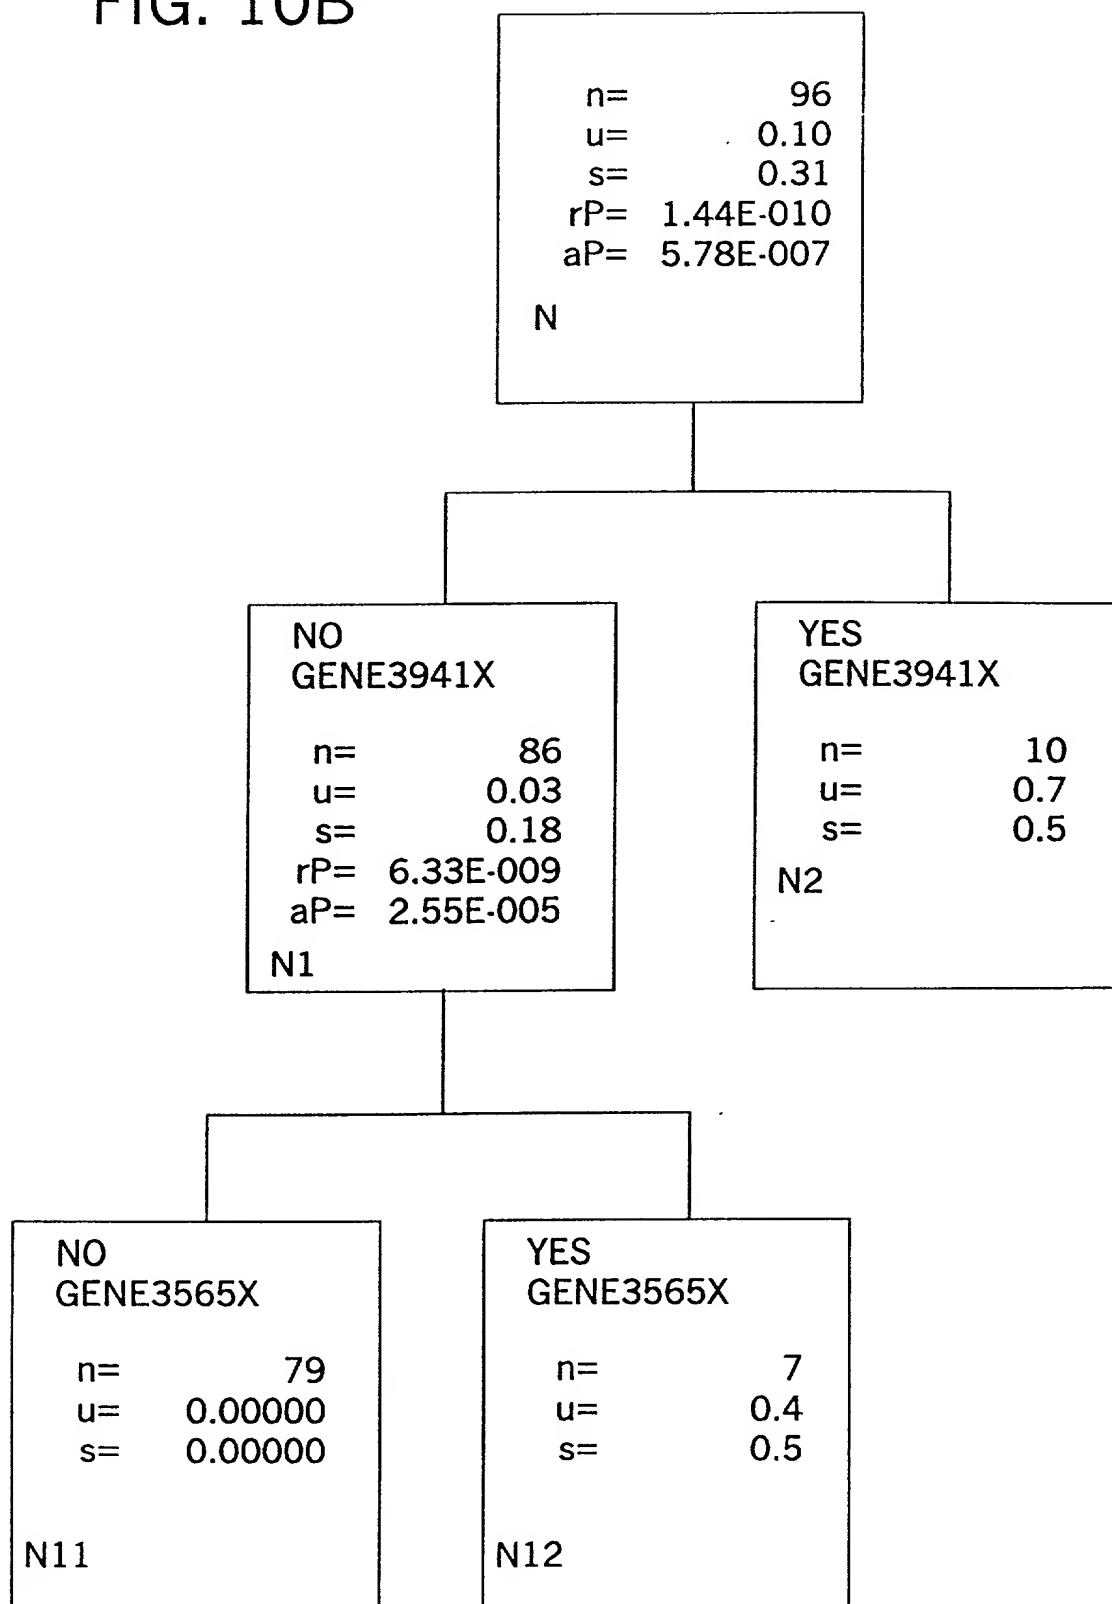 FIG. 10B
n= 96
u= 0.10
s= 0.31
rP= 1.44E-010
aP= 5.78E-007
N
NO
GENE3941X
n= 86
u= 0.03
s= 0.18
rP= 6.33E-009
aP= 2.55E-005
N1
YES
GENE3941X
n= 10
u= 0.7
s= 0.5
N2
NO
GENE3565X
n= 79
u= 0.00000
s= 0.00000
N11
YES
GENE3565X
n= 7
u= 0.4
s= 0.5
N12